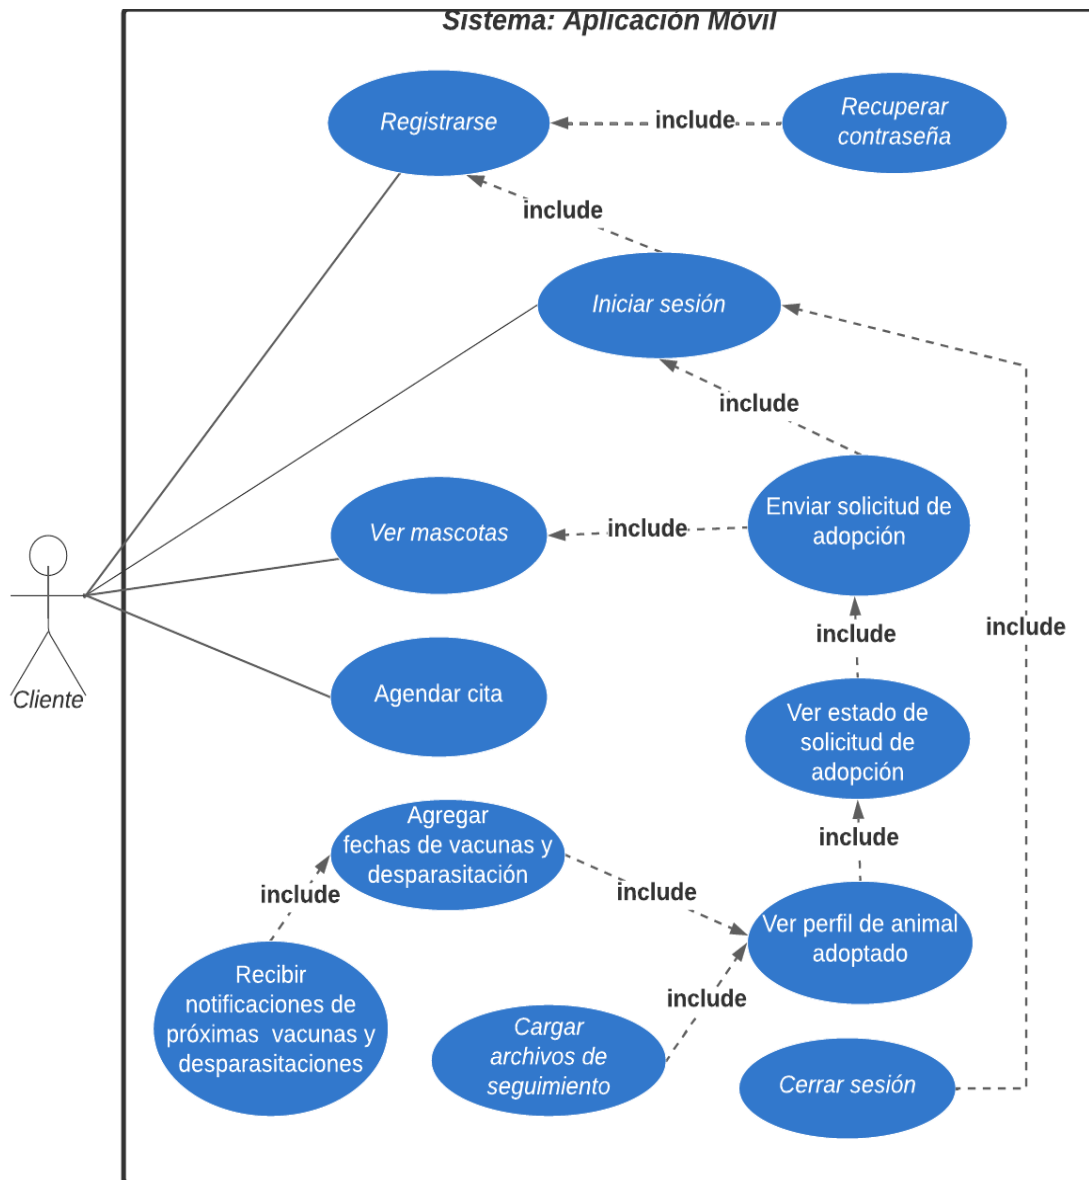 Sistema: Aplicación Móvil
Registrarse
include
Recuperar
contraseña
include
Iniciar sesión
include
Ver mascotas
include
Enviar solicitud de
adopción
include
include
Cliente
Agendar cita
Ver estado de
solicitud de
adopción
Agregar
fechas de vacunas y
desparasitación
include
include
include
Ver perfil de animal
adoptado
Recibir
notificaciones de
próximas vacunas y
desparasitaciones
include
Cargar
archivos de
seguimiento
Cerrar sesión